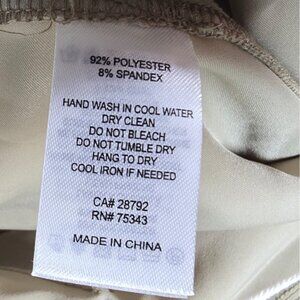 92% POLYESTER
8% SPANDEX
HAND WASH IN COOL WATER
DRY CLEAN
DO NOT BLEACH
DO NOT TUMBLE DRY
HANG TO DRY
COOL IRON IF NEEDED
CA# 28792
RN# 75343
MADE IN CHINA